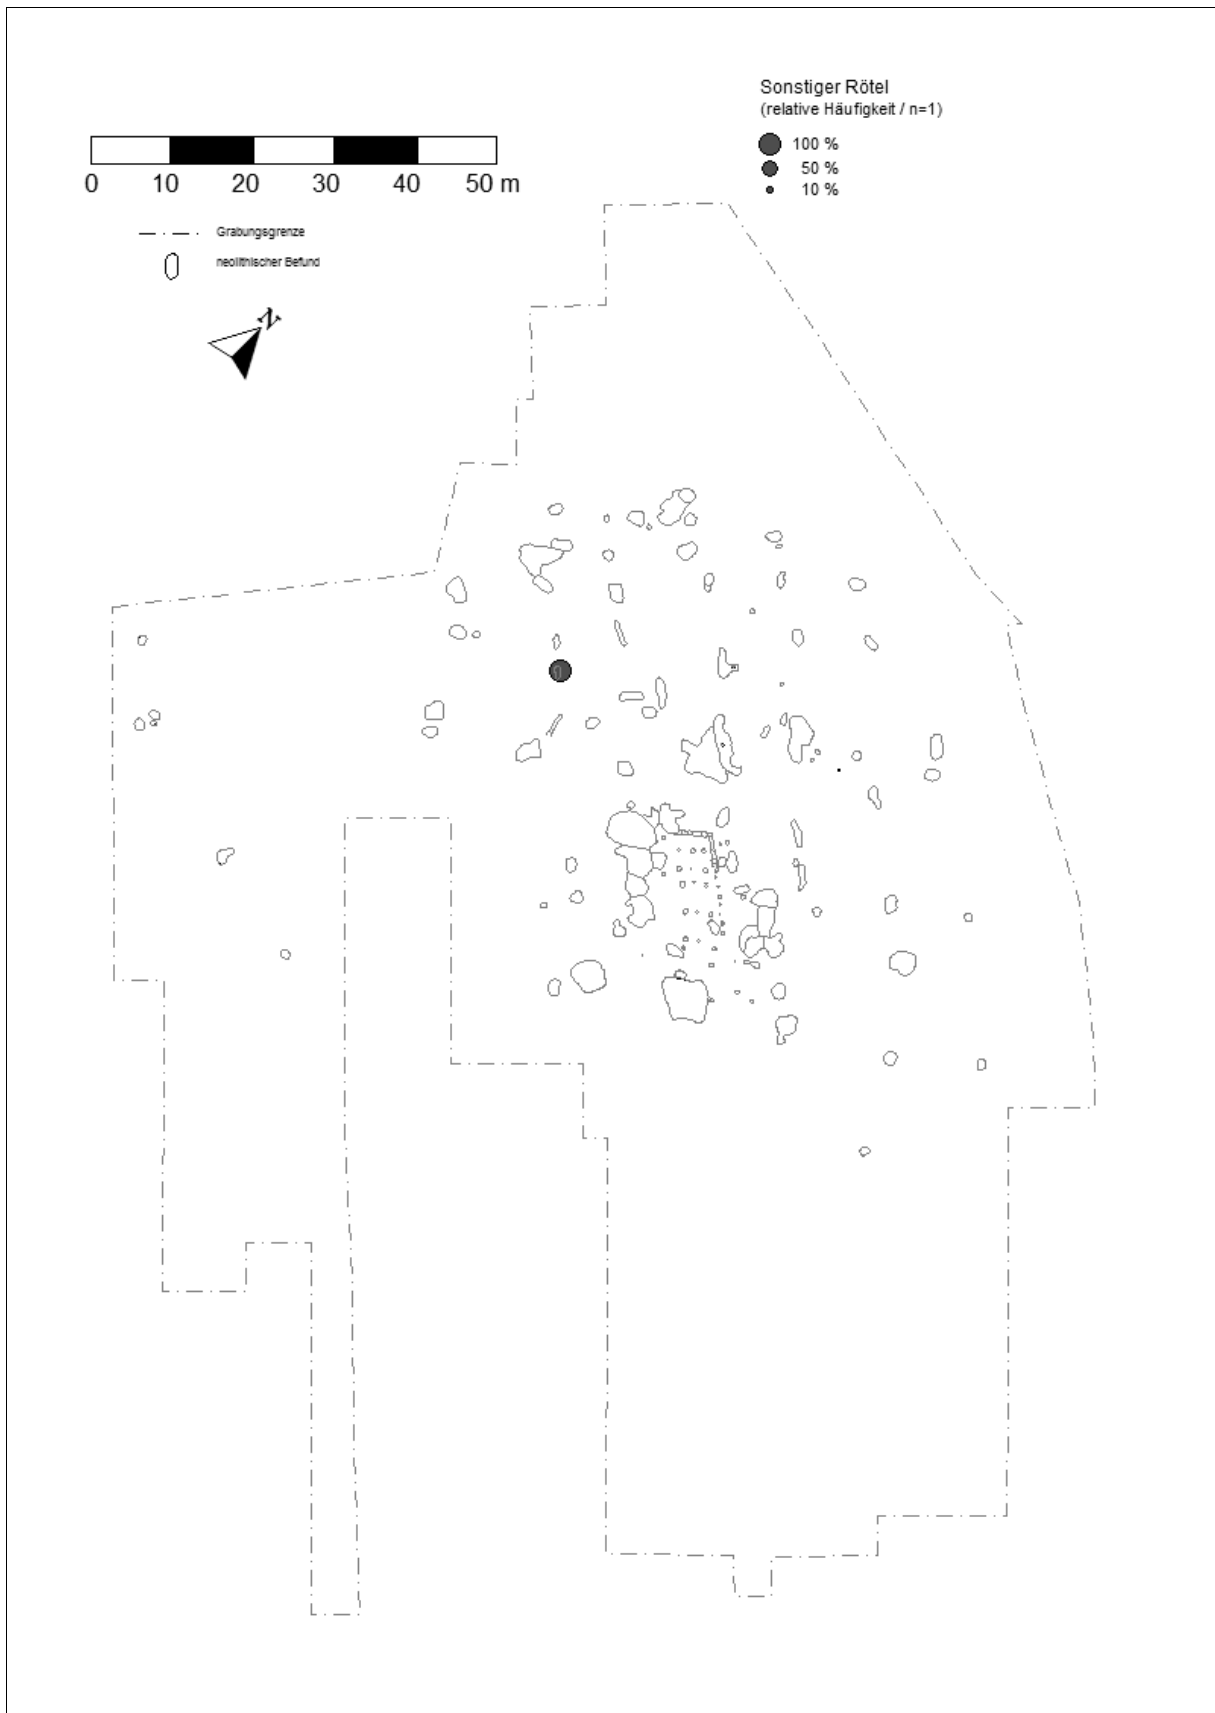 Sonstiger Rötel
(relative Häufigkeit / n=1)
100 %
50 %
10 %
0 10 20 30 40 50 m
Grabungsgrenze
neolithischer Befund
N